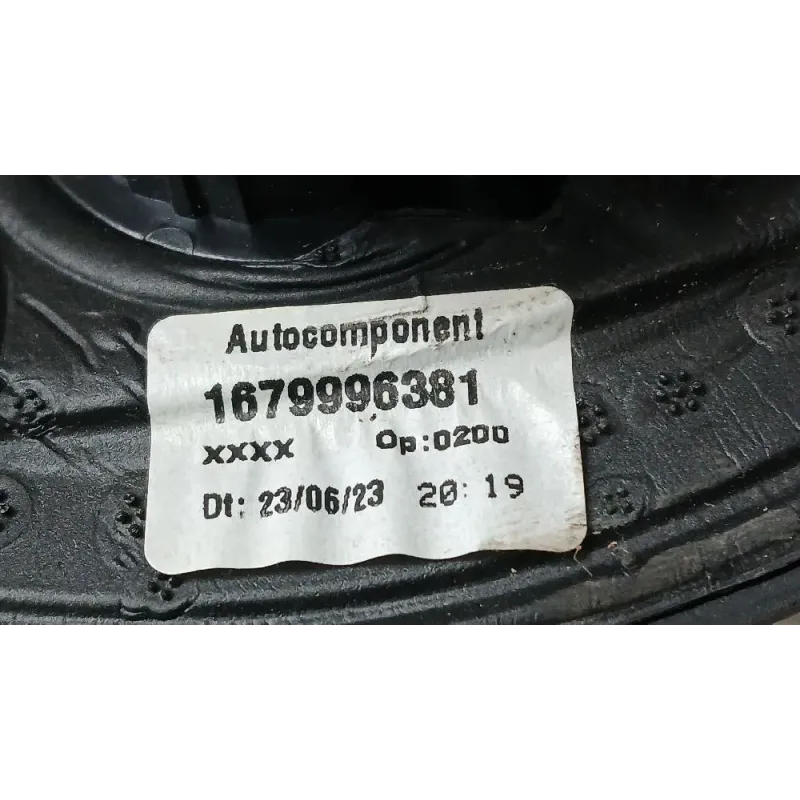 Autocomponent
1679996381
xxxx Op:0200
Dt: 23/06/23 20:19